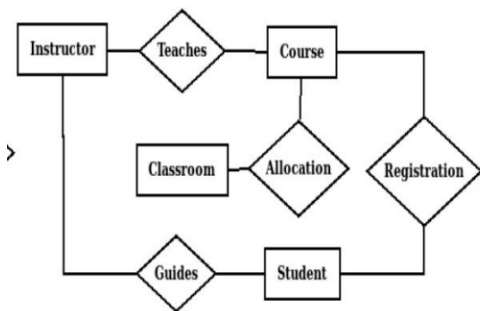 Instructor
Teaches
Course
Classroom
Allocation
Registration
Guides
Student